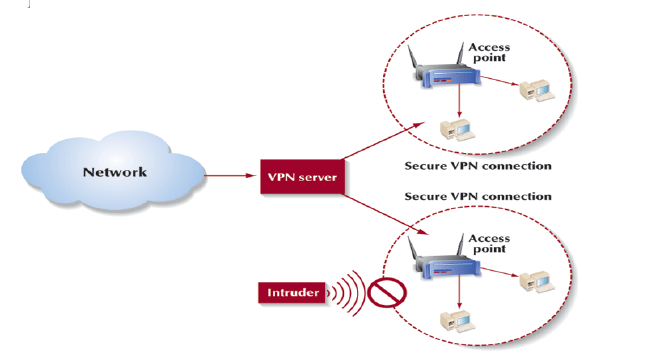 Access
point
Network
VPN server
Secure VPN connection
Secure VPN connection
Access
point
Intruder